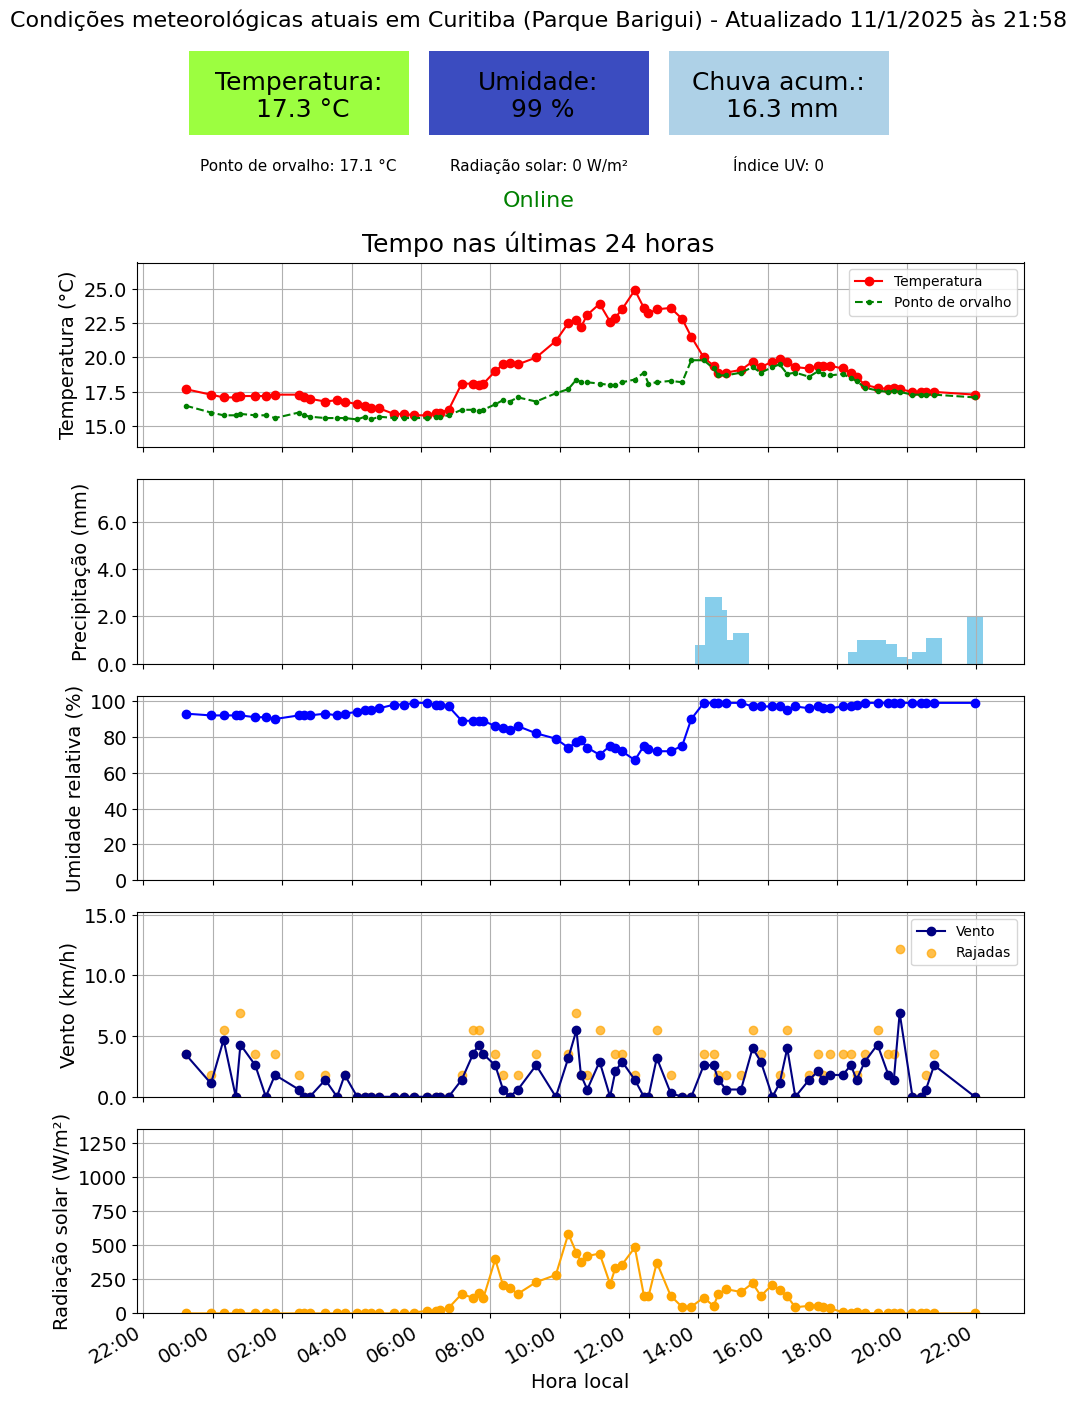 Condições meteorológicas atuais em Curitiba (Parque Barigui) - Atualizado 11/1/2025 às 21:58
Temperatura:
17.3 °C
Umidade:
99 %
Chuva acum.:
16.3 mm
Ponto de orvalho: 17.1 °C
Radiação solar: 0 W/m²
Índice UV: 0
Online
Tempo nas últimas 24 horas
Temperatura (°C)
25.0
22.5
20.0
17.5
15.0
Temperatura
Ponto de orvalho
Precipitação (mm)
6.0
4.0
2.0
0.0
Umidade relativa (%)
100
80
60
40
20
0
Vento (km/h)
15.0
10.0
5.0
0.0
Vento
Rajadas
Radiação solar (W/m²)
1250
1000
750
500
250
0
22:00
00:00
02:00
04:00
06:00
08:00
10:00
12:00
14:00
16:00
18:00
20:00
22:00
Hora local